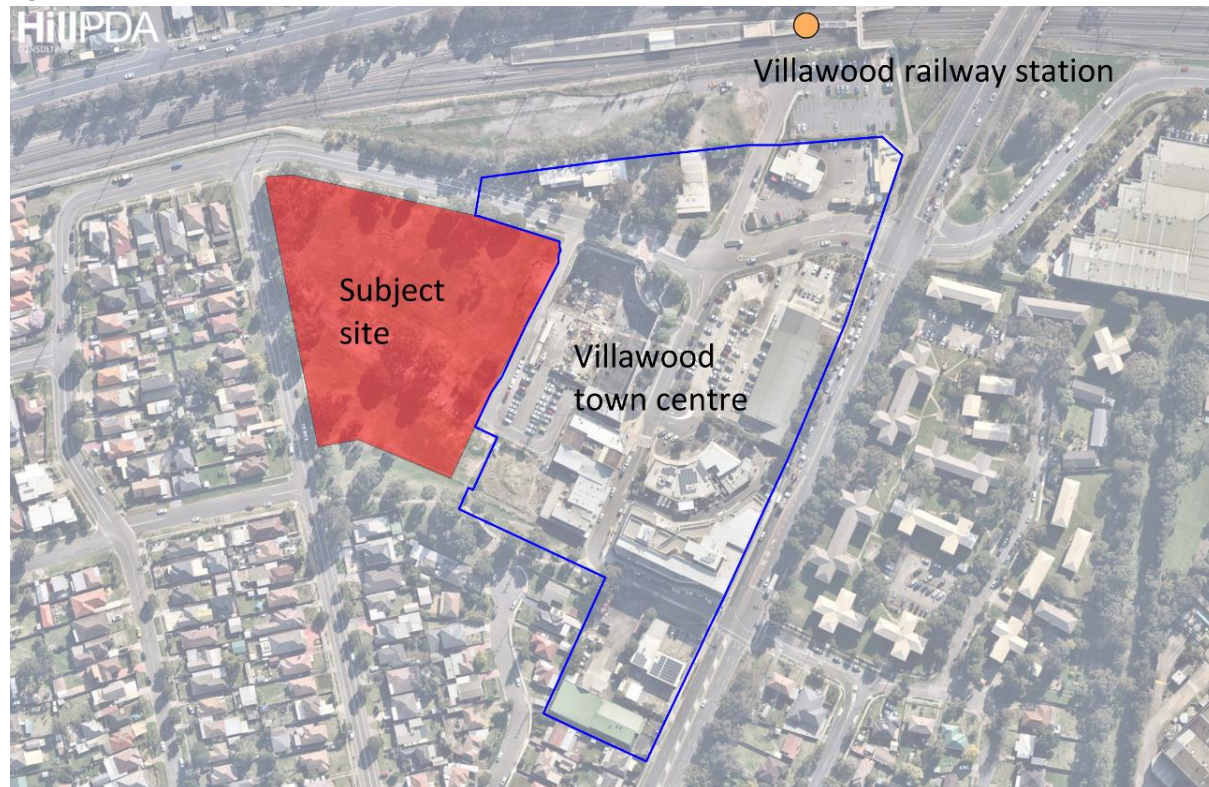 HillPDA
CONSULTING
Villawood railway station
Subject
site
Villawood
town centre